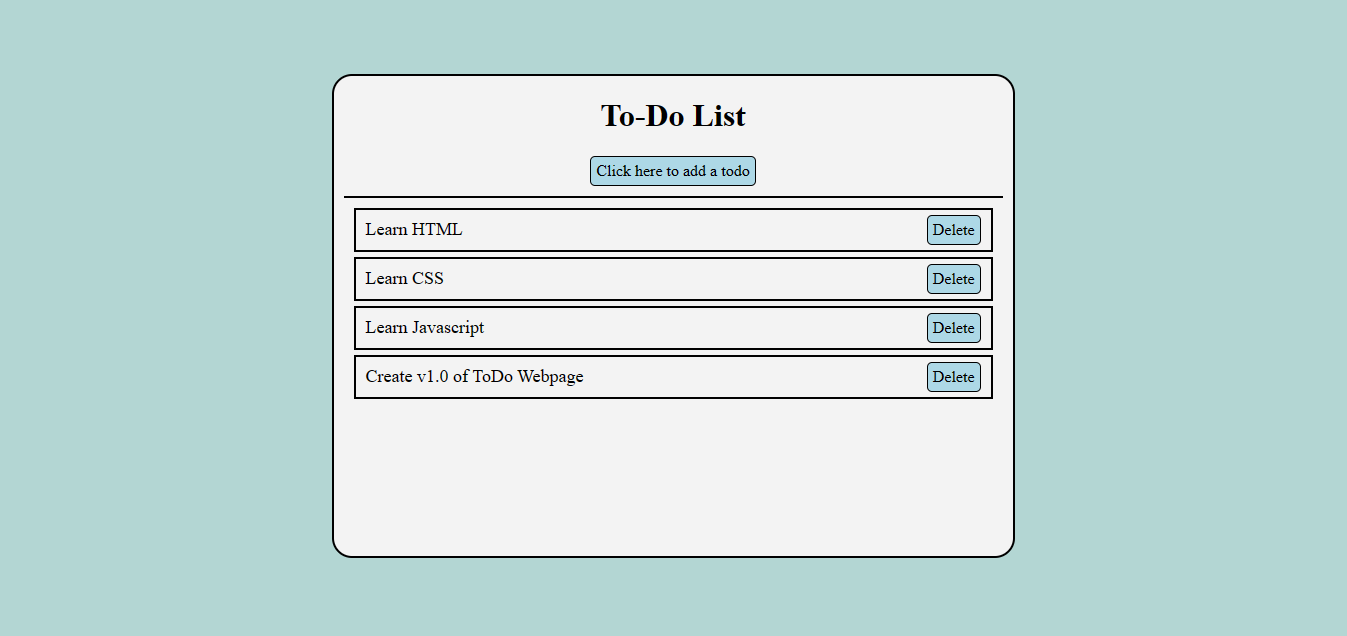 To-Do List
Click here to add a todo
Learn HTML Delete
Learn CSS Delete
Learn Javascript Delete
Create v1.0 of ToDo Webpage Delete